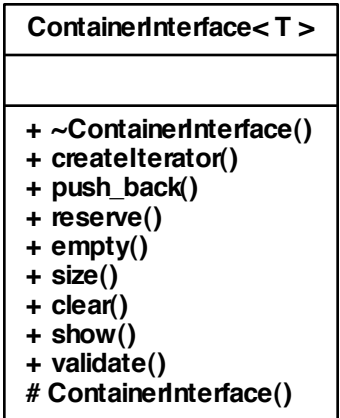 ContainerInterface< T >
+ ~ContainerInterface()
+ createIterator()
+ push_back()
+ reserve()
+ empty()
+ size()
+ clear()
+ show()
+ validate()
# ContainerInterface()